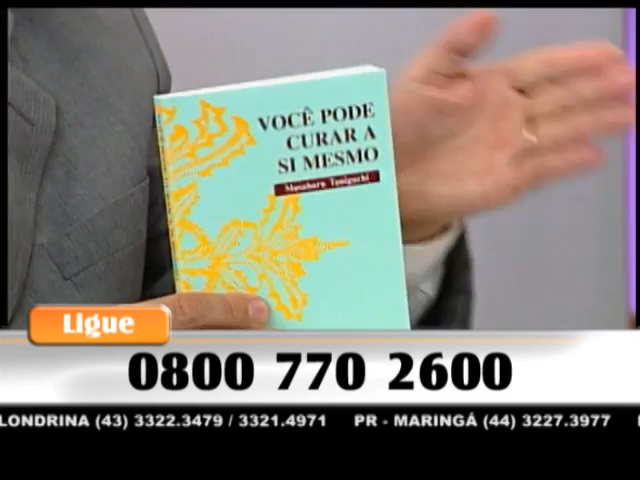 VOCÊ PODE
CURAR A
SI MESMO
Masaharu Taniguchi
Ligue
0800 770 2600
LONDRINA (43) 3322.3479 / 3321.4971 PR - MARINGÁ (44) 3227.3977